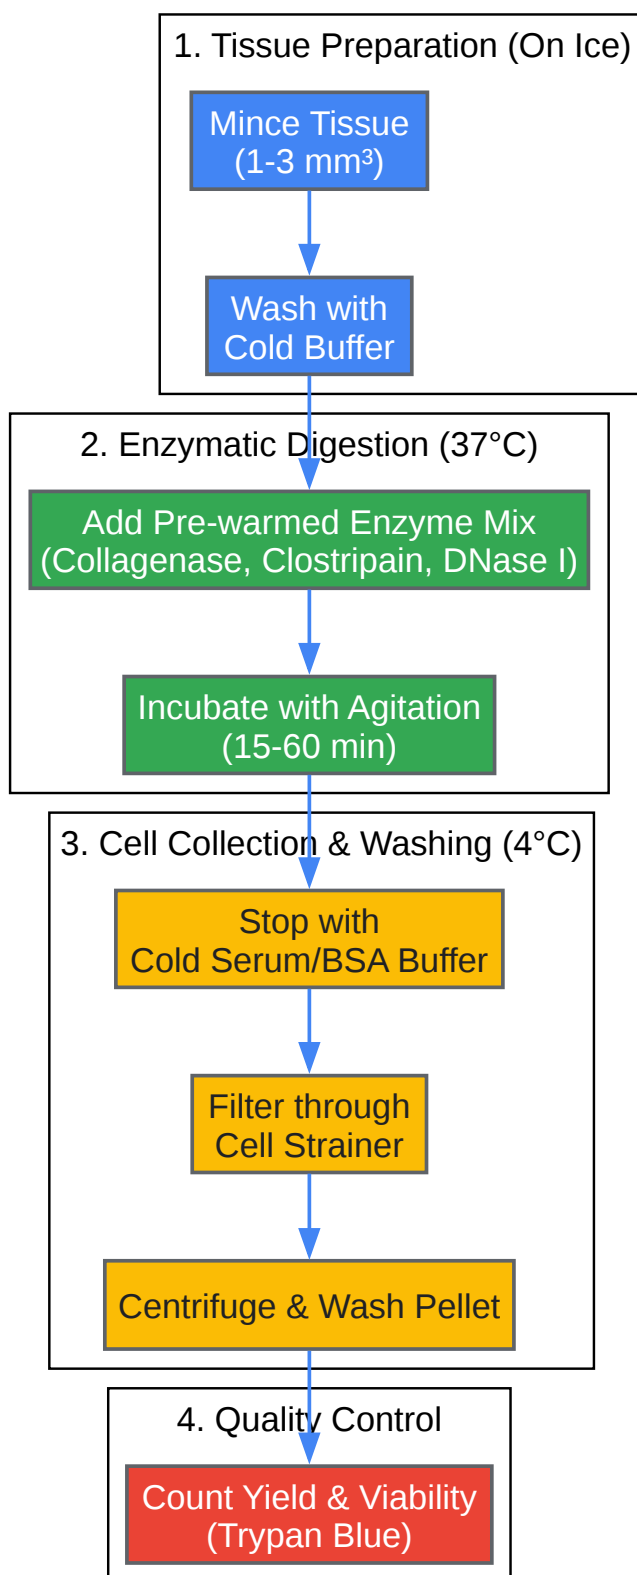 1. Tissue Preparation (On Ice)
Mince Tissue
(1-3 mm³)
Wash with
Cold Buffer
2. Enzymatic Digestion (37°C)
Add Pre-warmed Enzyme Mix
(Collagenase, Clostripain, DNase I)
Incubate with Agitation
(15-60 min)
3. Cell Collection & Washing (4°C)
Stop with
Cold Serum/BSA Buffer
Filter through
Cell Strainer
Centrifuge & Wash Pellet
4. Quality Control
Count Yield & Viability
(Trypan Blue)